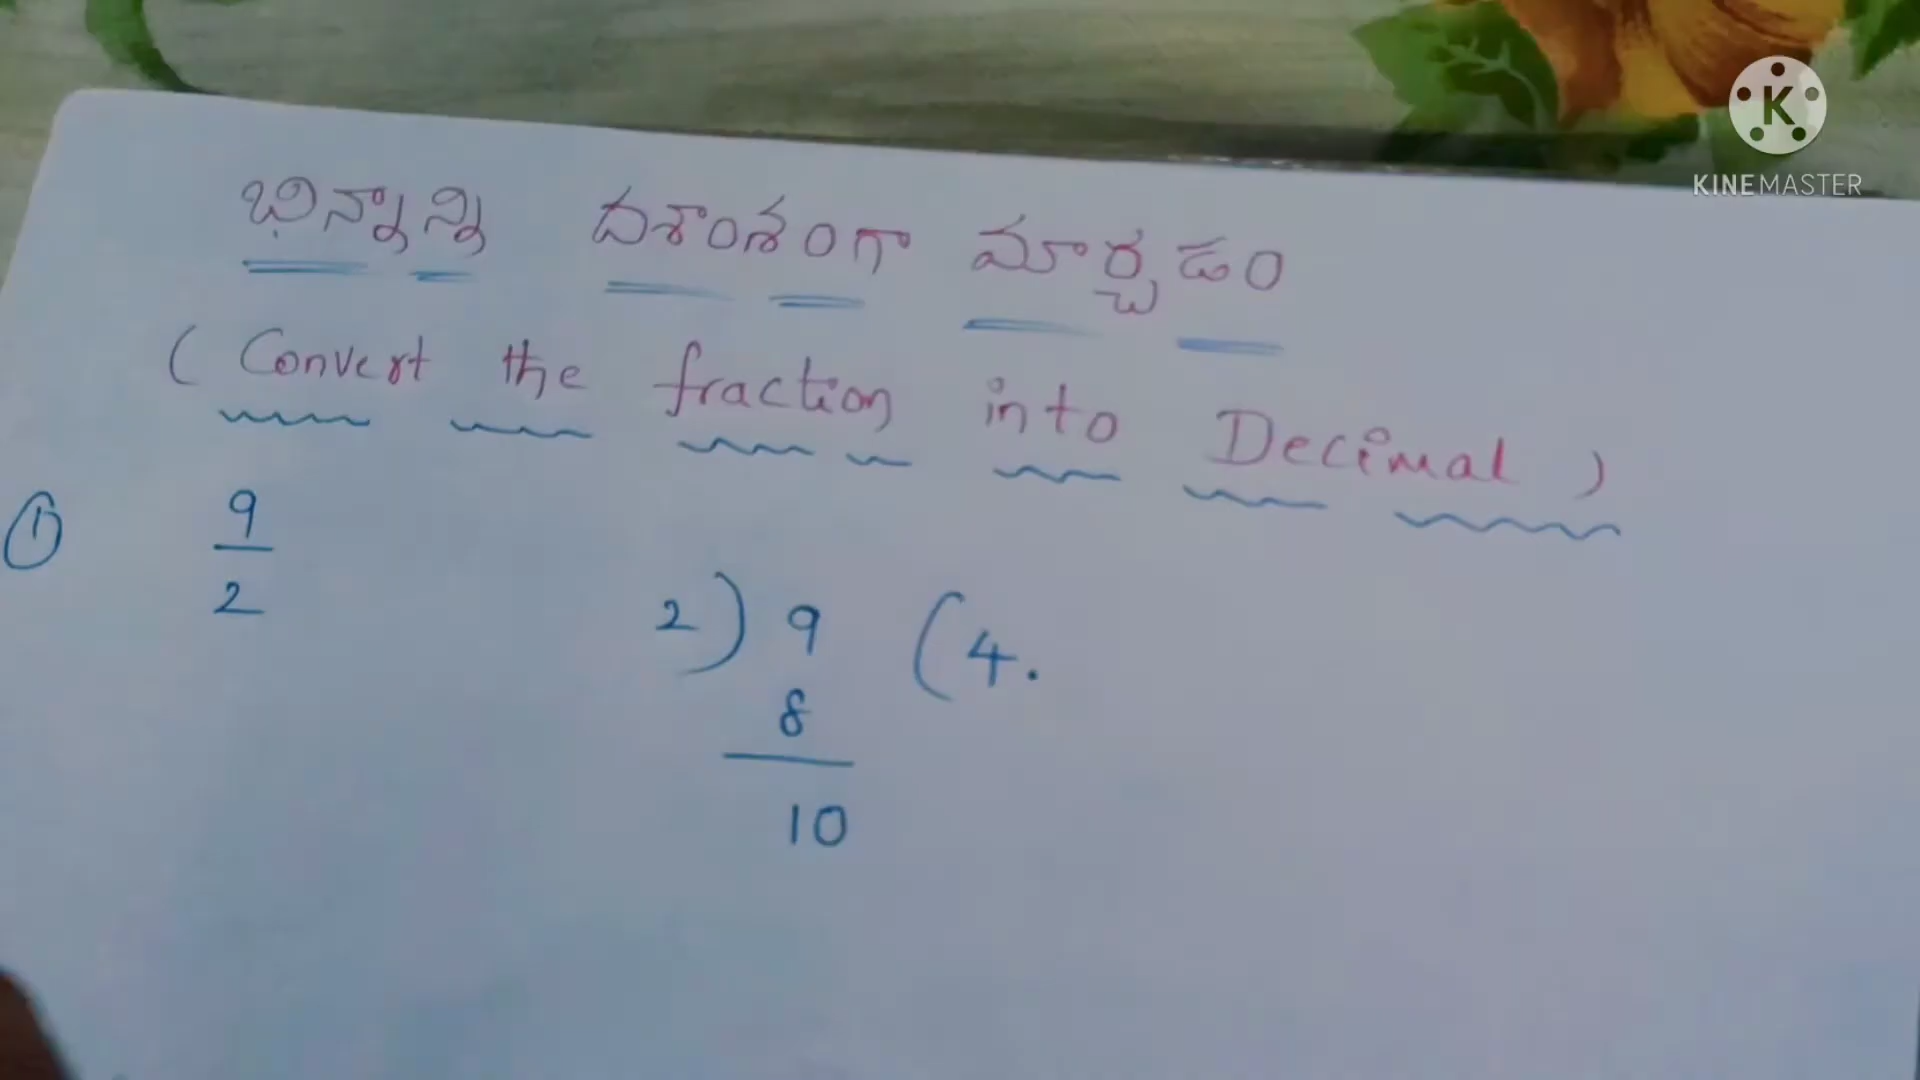 భిన్నాన్ని దశాంశంగా మార్చడం
( Convert the fraction into Decimal )
① 9/2
2 ) 9 ( 4.
8
10
KINEMASTER